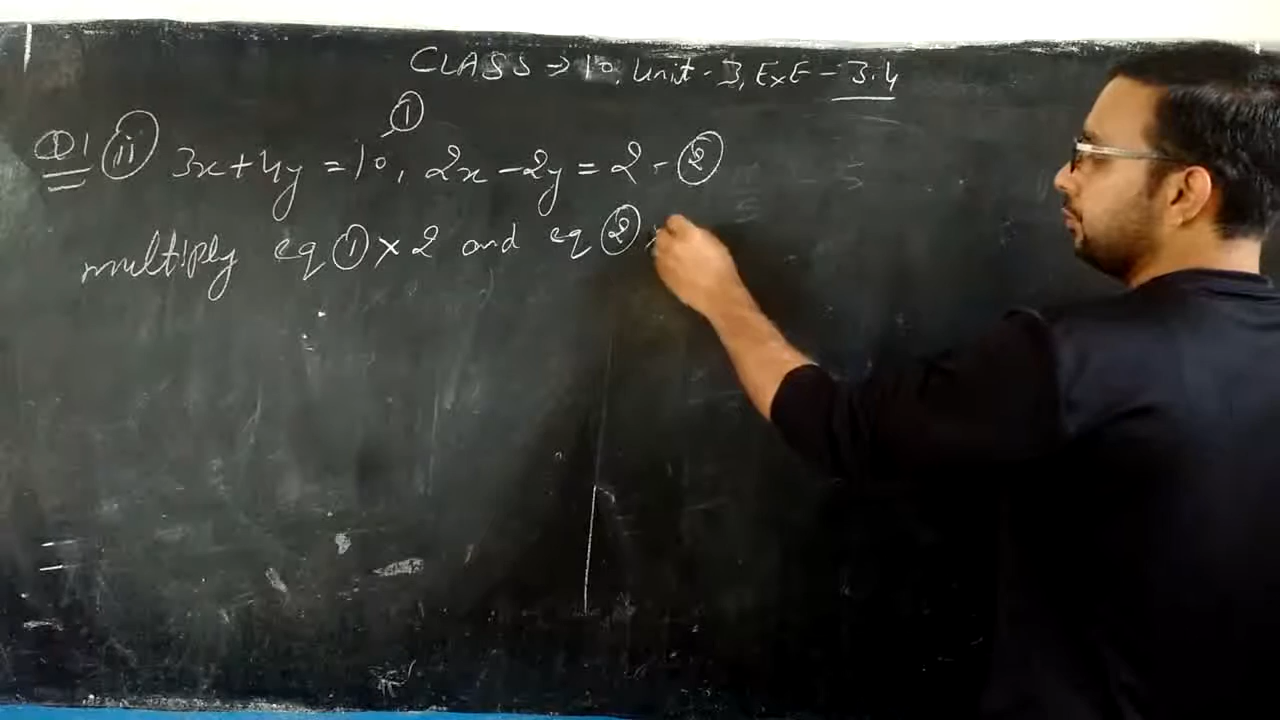 CLASS → 10, Unit - 3, ExE - 3.4
①
Q1 ⓘⓘ 3x+4y=10, 2x-2y=2 - ②
multiply eq ① × 2 and eq ② ×